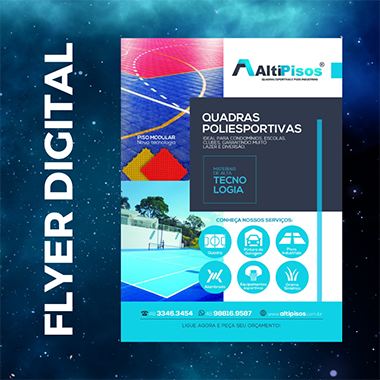 FLYER DIGITAL
AltiPisos®
QUADRAS ESPORTIVAS E PISOS INDUSTRIAIS
PISO MODULAR
Nova tecnologia
QUADRAS
POLIESPORTIVAS
IDEAL PARA CONDOMÍNIOS, ESCOLAS,
CLUBES, GARANTINDO MUITO
LAZER E DIVERSÃO.
MATERIAIS
DE ALTA
TECNO
LOGIA
CONHEÇA NOSSOS SERVIÇOS:
Quadra
Pintura de
Garagem
Piso
Industrial
Alambrado
Equipamentos
esportivos
Grama
Sintética
3346.3454
98816.9587
www.altipisos.com.br
LIGUE AGORA E PEÇA SEU ORÇAMENTO!